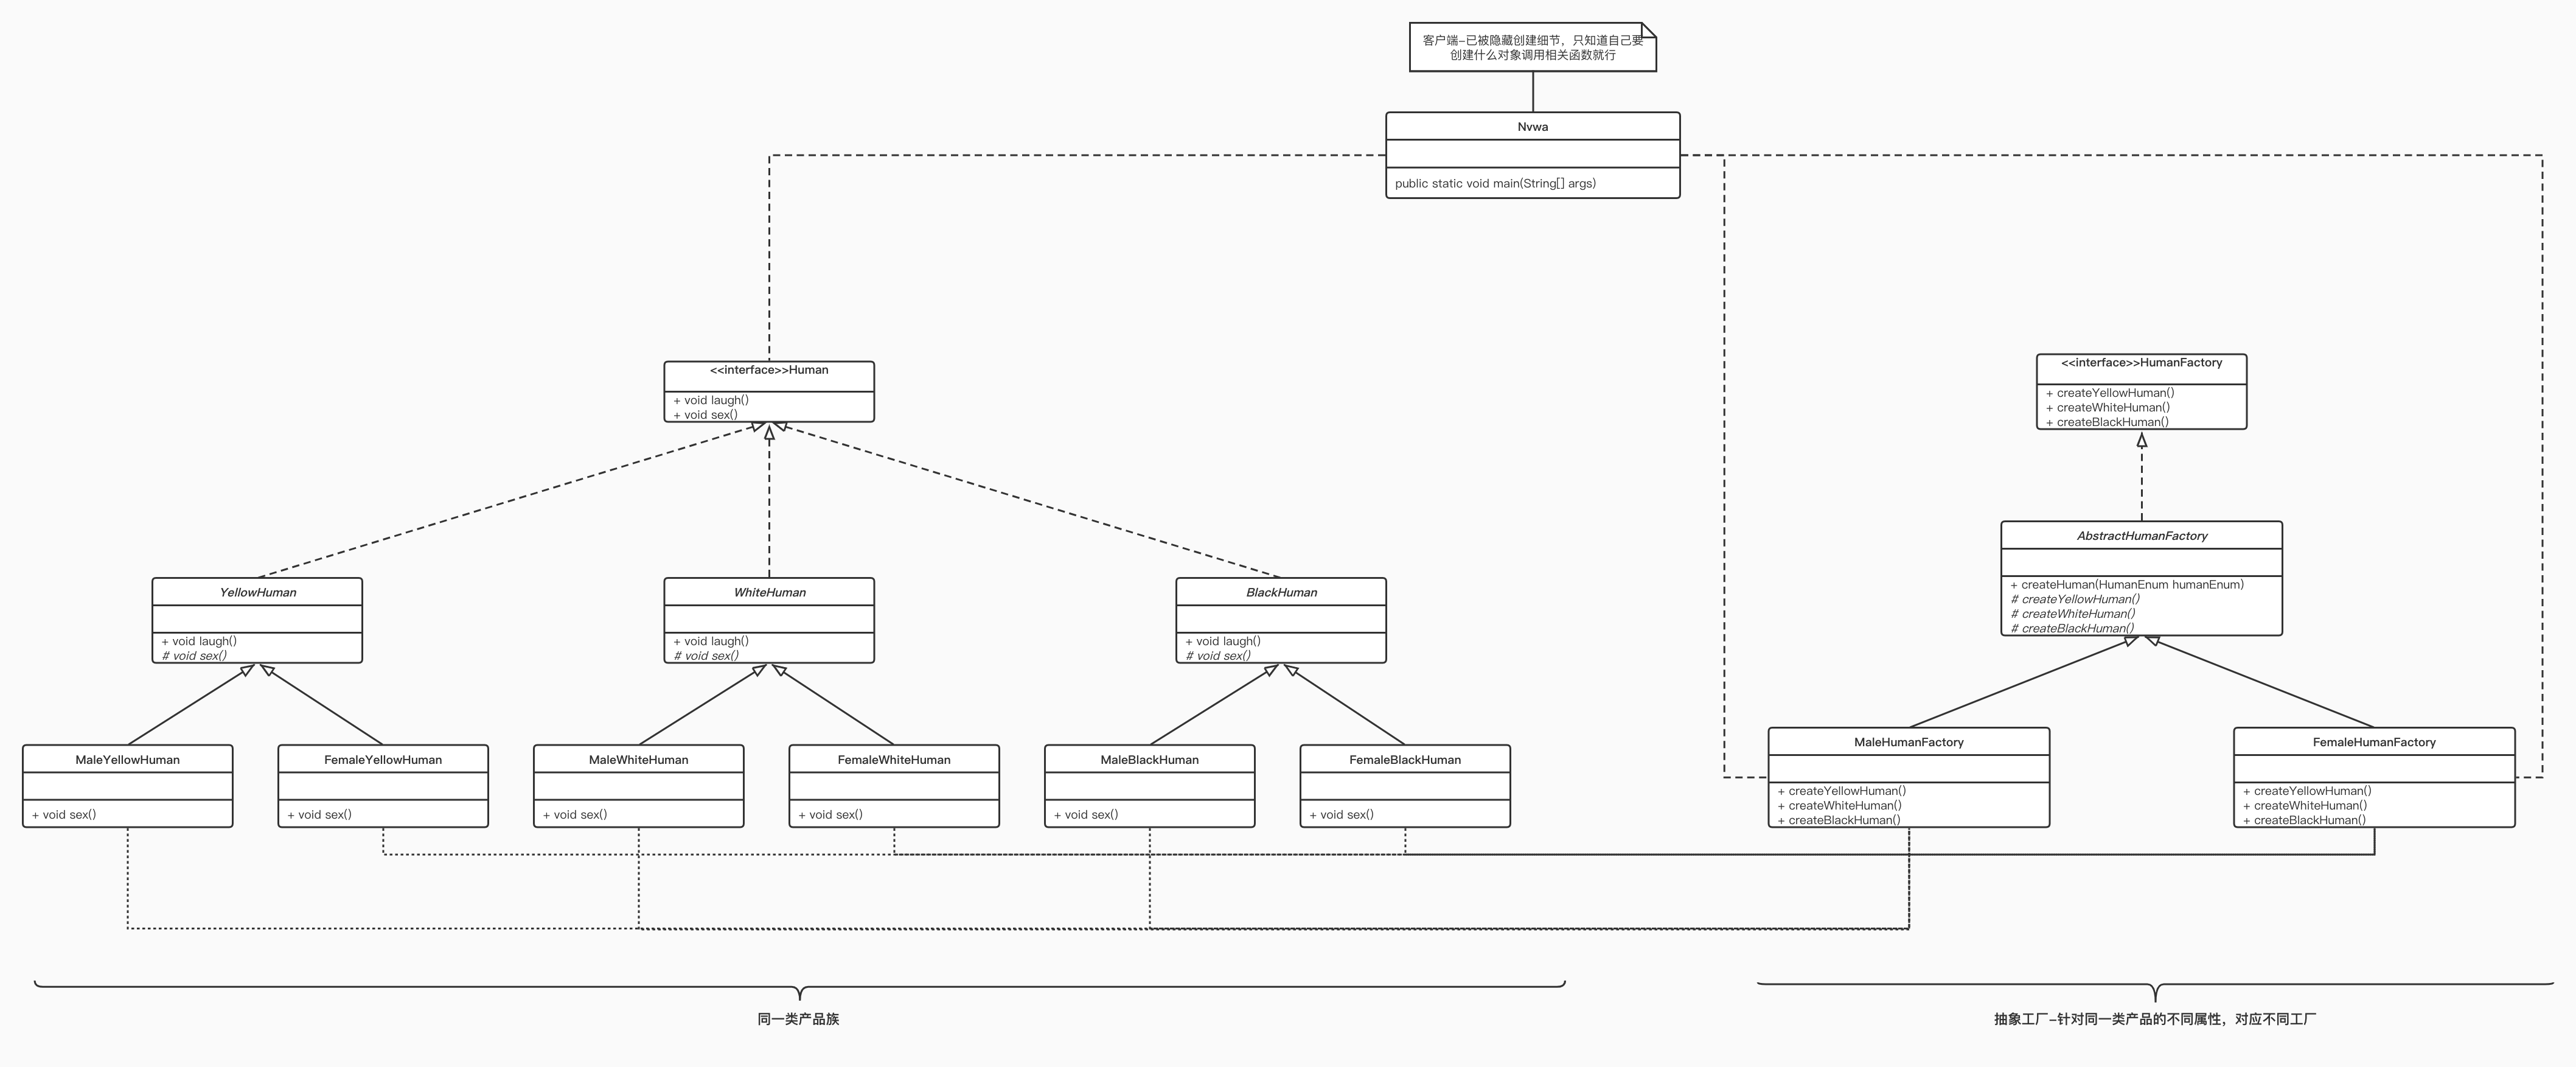 客户端-已被隐藏创建细节，只知道自己要
创建什么对象调用相关函数就行
Nvwa
public static void main(String[] args)
<<interface>>Human
+ void laugh()
+ void sex()
<<interface>>HumanFactory
+ createYellowHuman()
+ createWhiteHuman()
+ createBlackHuman()
AbstractHumanFactory
+ createHuman(HumanEnum humanEnum)
# createYellowHuman()
# createWhiteHuman()
# createBlackHuman()
YellowHuman
+ void laugh()
# void sex()
WhiteHuman
+ void laugh()
# void sex()
BlackHuman
+ void laugh()
# void sex()
MaleYellowHuman
+ void sex()
FemaleYellowHuman
+ void sex()
MaleWhiteHuman
+ void sex()
FemaleWhiteHuman
+ void sex()
MaleBlackHuman
+ void sex()
FemaleBlackHuman
+ void sex()
MaleHumanFactory
+ createYellowHuman()
+ createWhiteHuman()
+ createBlackHuman()
FemaleHumanFactory
+ createYellowHuman()
+ createWhiteHuman()
+ createBlackHuman()
同一类产品族
抽象工厂-针对同一类产品的不同属性，对应不同工厂